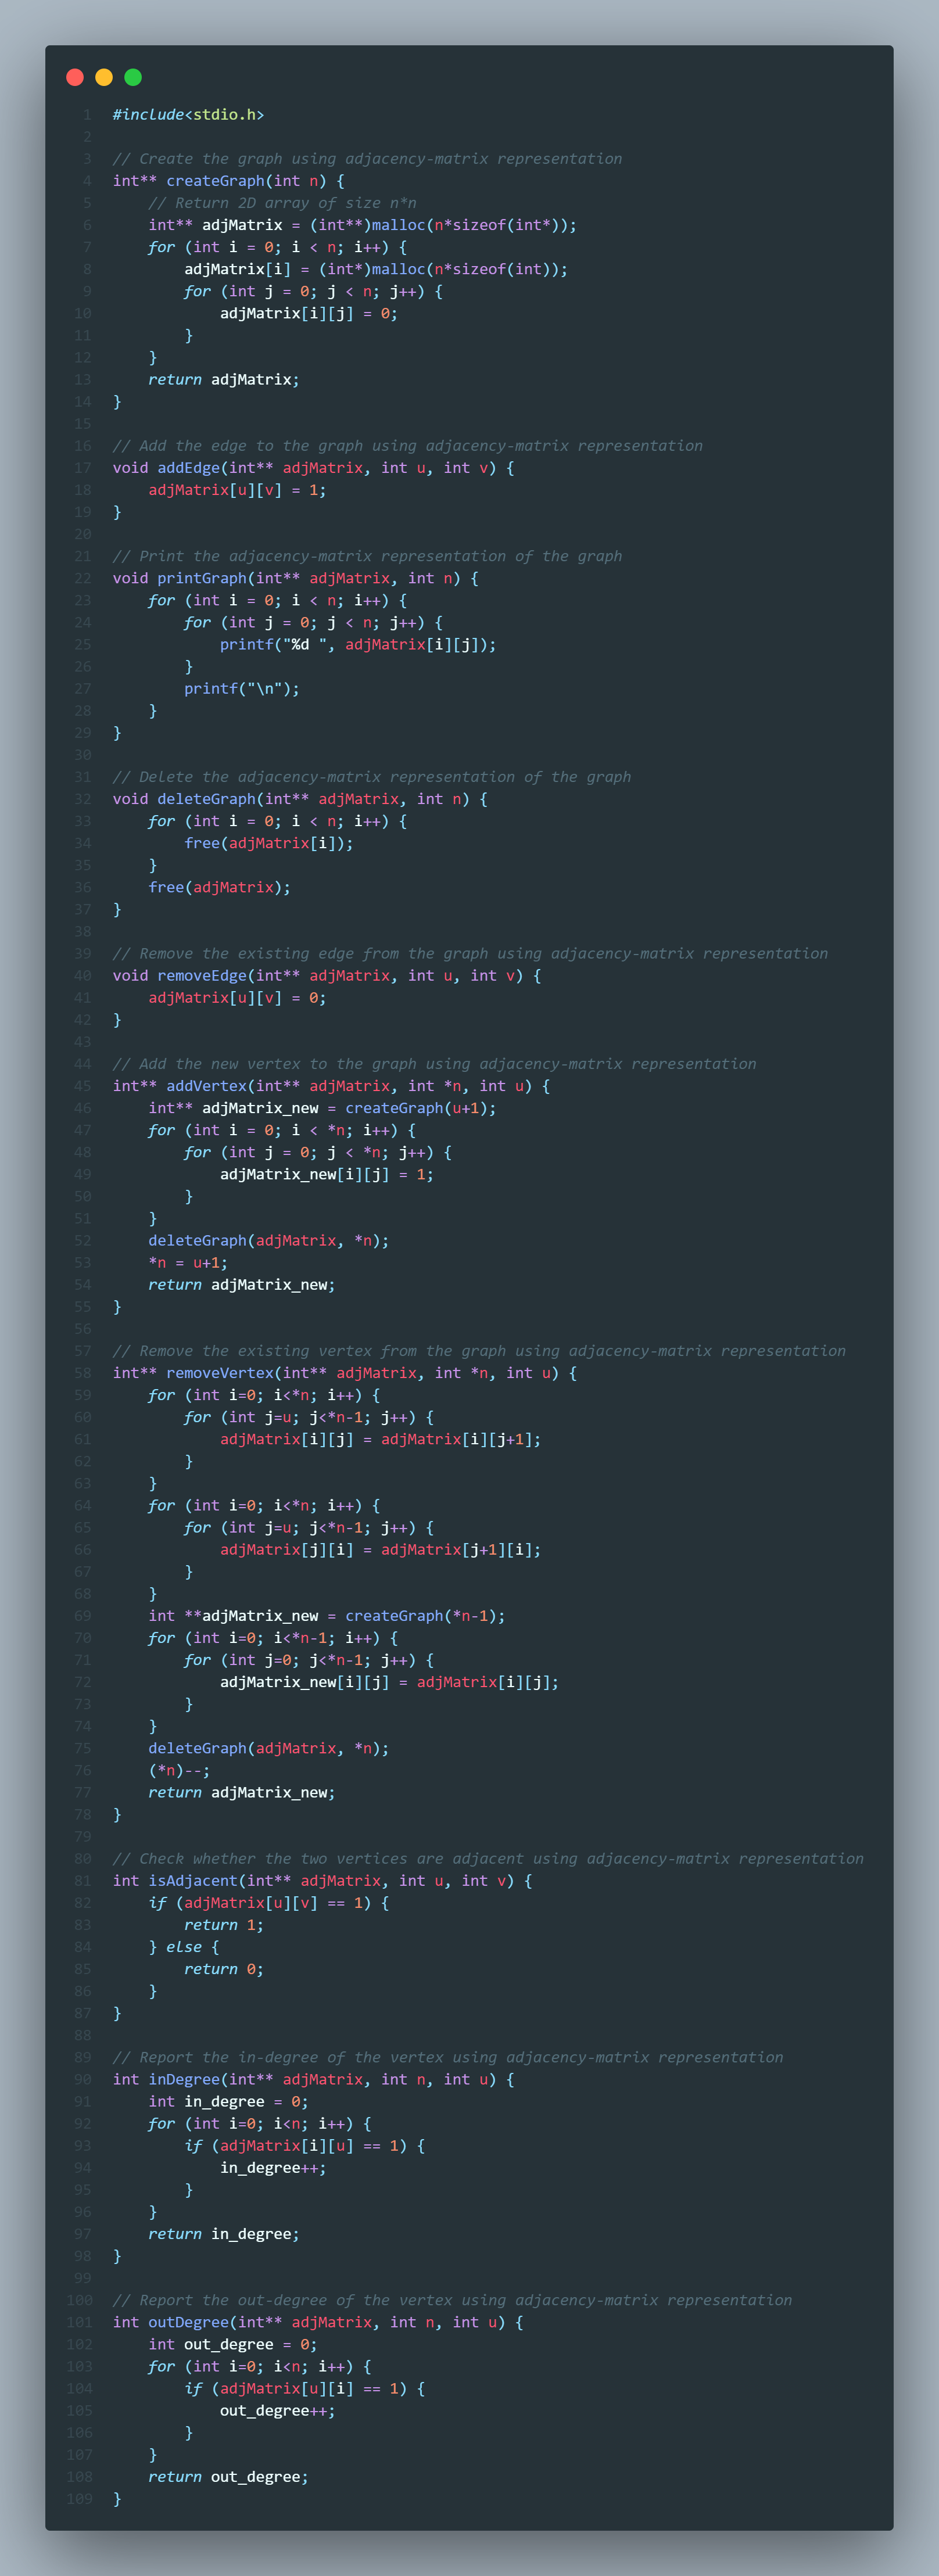 1 #include<stdio.h>
2
3 // Create the graph using adjacency-matrix representation
4 int** createGraph(int n) {
5     // Return 2D array of size n*n
6     int** adjMatrix = (int**)malloc(n*sizeof(int*));
7     for (int i = 0; i < n; i++) {
8         adjMatrix[i] = (int*)malloc(n*sizeof(int));
9         for (int j = 0; j < n; j++) {
10             adjMatrix[i][j] = 0;
11         }
12     }
13     return adjMatrix;
14 }
15
16 // Add the edge to the graph using adjacency-matrix representation
17 void addEdge(int** adjMatrix, int u, int v) {
18     adjMatrix[u][v] = 1;
19 }
20
21 // Print the adjacency-matrix representation of the graph
22 void printGraph(int** adjMatrix, int n) {
23     for (int i = 0; i < n; i++) {
24         for (int j = 0; j < n; j++) {
25             printf("%d ", adjMatrix[i][j]);
26         }
27         printf("\n");
28     }
29 }
30
31 // Delete the adjacency-matrix representation of the graph
32 void deleteGraph(int** adjMatrix, int n) {
33     for (int i = 0; i < n; i++) {
34         free(adjMatrix[i]);
35     }
36     free(adjMatrix);
37 }
38
39 // Remove the existing edge from the graph using adjacency-matrix representation
40 void removeEdge(int** adjMatrix, int u, int v) {
41     adjMatrix[u][v] = 0;
42 }
43
44 // Add the new vertex to the graph using adjacency-matrix representation
45 int** addVertex(int** adjMatrix, int *n, int u) {
46     int** adjMatrix_new = createGraph(u+1);
47     for (int i = 0; i < *n; i++) {
48         for (int j = 0; j < *n; j++) {
49             adjMatrix_new[i][j] = 1;
50         }
51     }
52     deleteGraph(adjMatrix, *n);
53     *n = u+1;
54     return adjMatrix_new;
55 }
56
57 // Remove the existing vertex from the graph using adjacency-matrix representation
58 int** removeVertex(int** adjMatrix, int *n, int u) {
59     for (int i=0; i<*n; i++) {
60         for (int j=u; j<*n-1; j++) {
61             adjMatrix[i][j] = adjMatrix[i][j+1];
62         }
63     }
64     for (int i=0; i<*n; i++) {
65         for (int j=u; j<*n-1; j++) {
66             adjMatrix[j][i] = adjMatrix[j+1][i];
67         }
68     }
69     int **adjMatrix_new = createGraph(*n-1);
70     for (int i=0; i<*n-1; i++) {
71         for (int j=0; j<*n-1; j++) {
72             adjMatrix_new[i][j] = adjMatrix[i][j];
73         }
74     }
75     deleteGraph(adjMatrix, *n);
76     (*n)--;
77     return adjMatrix_new;
78 }
79
80 // Check whether the two vertices are adjacent using adjacency-matrix representation
81 int isAdjacent(int** adjMatrix, int u, int v) {
82     if (adjMatrix[u][v] == 1) {
83         return 1;
84     } else {
85         return 0;
86     }
87 }
88
89 // Report the in-degree of the vertex using adjacency-matrix representation
90 int inDegree(int** adjMatrix, int n, int u) {
91     int in_degree = 0;
92     for (int i=0; i<n; i++) {
93         if (adjMatrix[i][u] == 1) {
94             in_degree++;
95         }
96     }
97     return in_degree;
98 }
99
100 // Report the out-degree of the vertex using adjacency-matrix representation
101 int outDegree(int** adjMatrix, int n, int u) {
102     int out_degree = 0;
103     for (int i=0; i<n; i++) {
104         if (adjMatrix[u][i] == 1) {
105             out_degree++;
106         }
107     }
108     return out_degree;
109 }